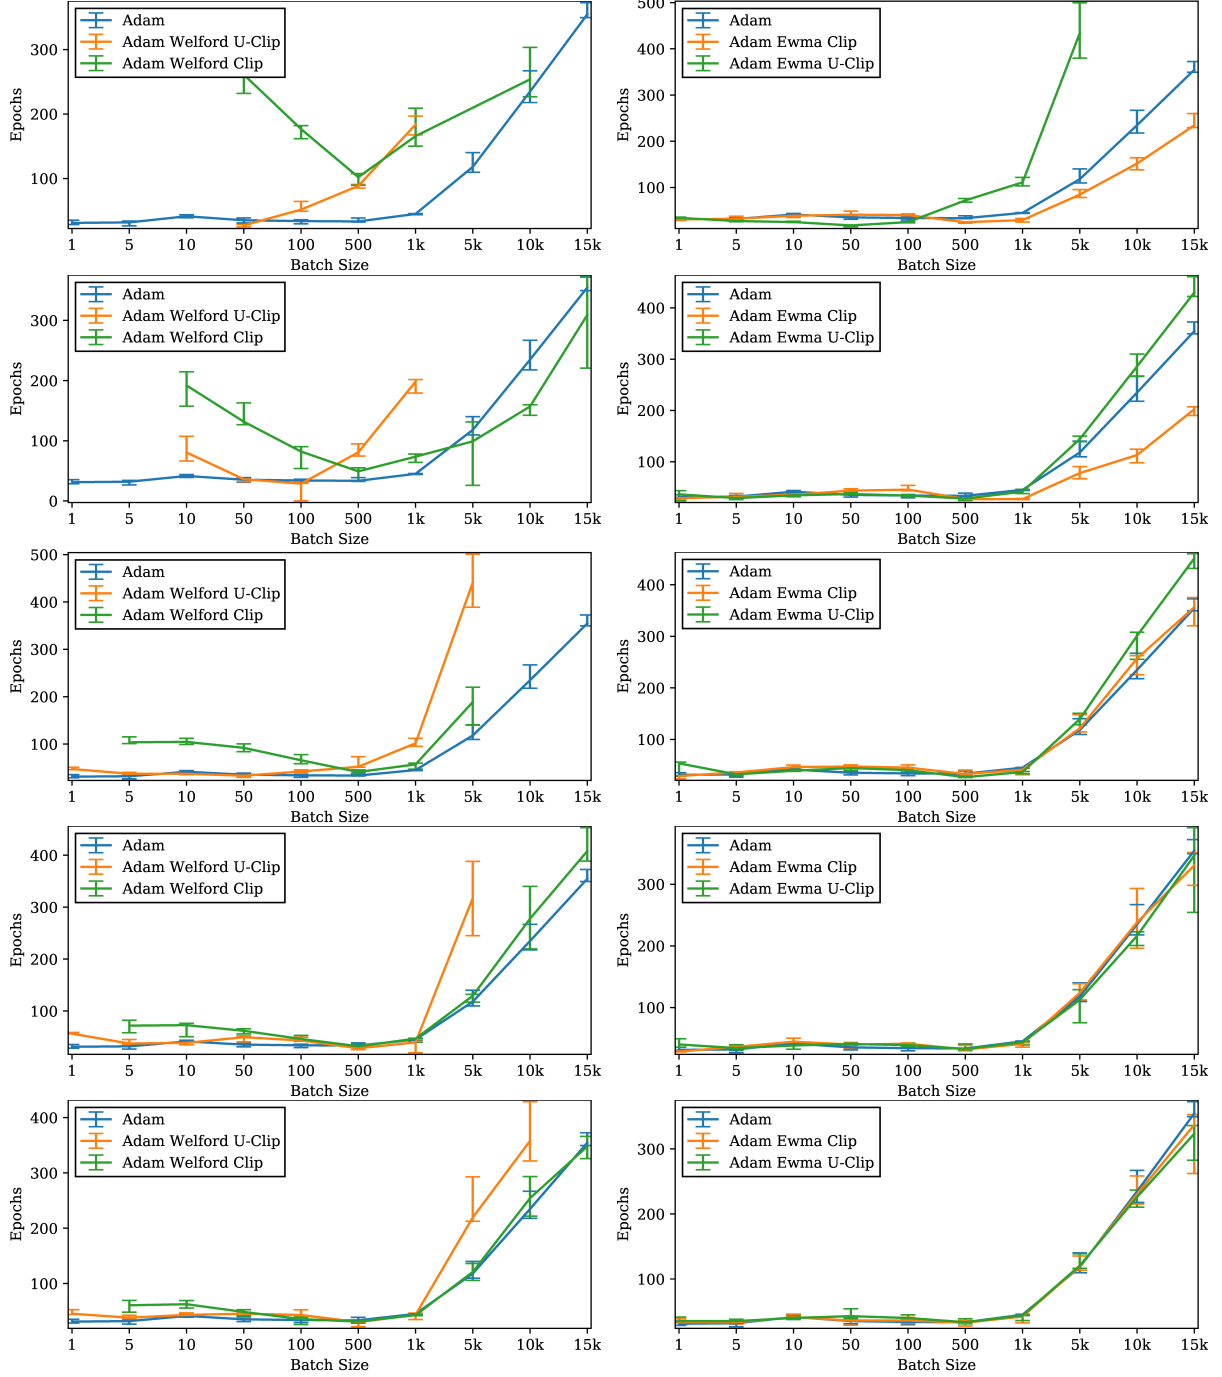 Adam
Adam Welford U-Clip
Adam Welford Clip
Epochs
300
200
100
1 5 10 50 100 500 1k 5k 10k 15k
Batch Size
Adam
Adam Ewma Clip
Adam Ewma U-Clip
Epochs
500
400
300
200
100
1 5 10 50 100 500 1k 5k 10k 15k
Batch Size
Adam
Adam Welford U-Clip
Adam Welford Clip
Epochs
300
200
100
0
1 5 10 50 100 500 1k 5k 10k 15k
Batch Size
Adam
Adam Ewma Clip
Adam Ewma U-Clip
Epochs
400
300
200
100
1 5 10 50 100 500 1k 5k 10k 15k
Batch Size
Adam
Adam Welford U-Clip
Adam Welford Clip
Epochs
500
400
300
200
100
1 5 10 50 100 500 1k 5k 10k 15k
Batch Size
Adam
Adam Ewma Clip
Adam Ewma U-Clip
Epochs
400
300
200
100
1 5 10 50 100 500 1k 5k 10k 15k
Batch Size
Adam
Adam Welford U-Clip
Adam Welford Clip
Epochs
400
300
200
100
1 5 10 50 100 500 1k 5k 10k 15k
Batch Size
Adam
Adam Ewma Clip
Adam Ewma U-Clip
Epochs
300
200
100
1 5 10 50 100 500 1k 5k 10k 15k
Batch Size
Adam
Adam Welford U-Clip
Adam Welford Clip
Epochs
400
300
200
100
1 5 10 50 100 500 1k 5k 10k 15k
Batch Size
Adam
Adam Ewma Clip
Adam Ewma U-Clip
Epochs
300
200
100
1 5 10 50 100 500 1k 5k 10k 15k
Batch Size